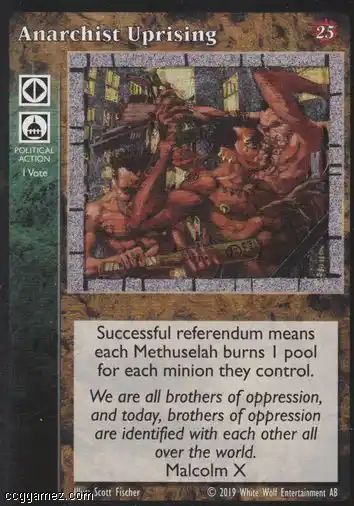 Anarchist Uprising
25
POLITICAL
ACTION
1 Vote
Successful referendum means
each Methuselah burns 1 pool
for each minion they control.
We are all brothers of oppression,
and today, brothers of oppression
are identified with each other all
over the world.
Malcolm X
Illus: Scott Fischer
© 2019 White Wolf Entertainment AB
ccggamez.com